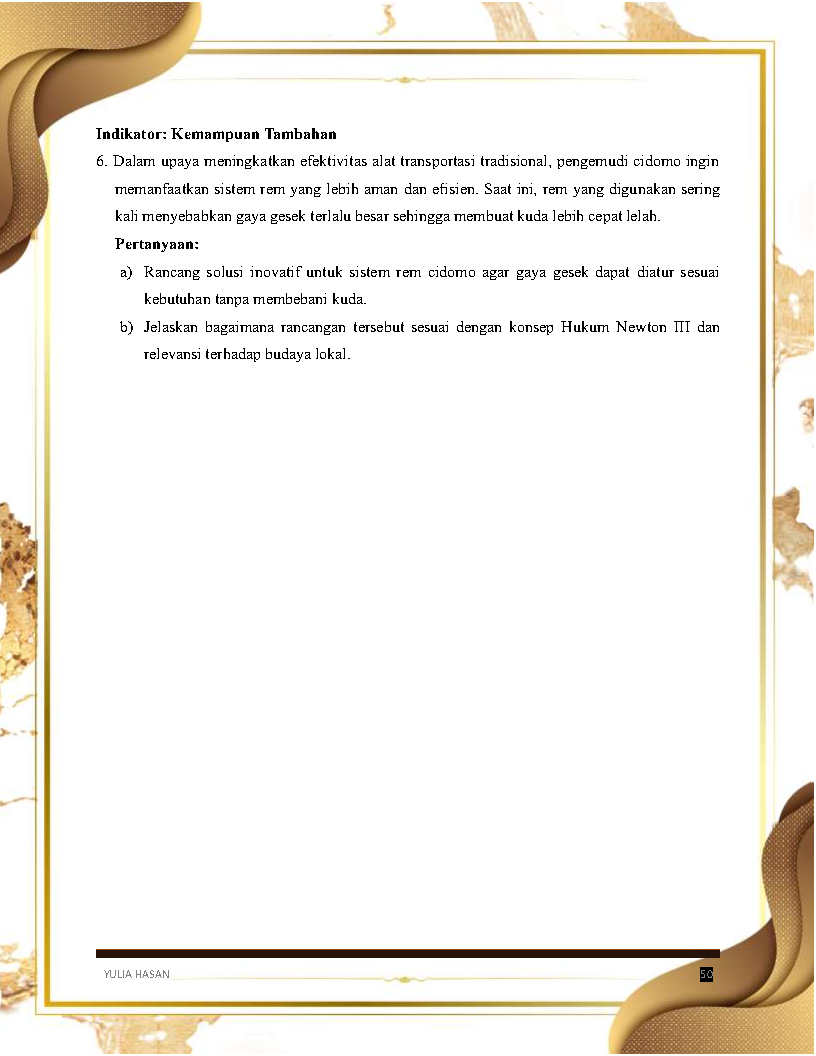 Indikator: Kemampuan Tambahan
6. Dalam upaya meningkatkan efektivitas alat transportasi tradisional, pengemudi cidomo ingin
memanfaatkan sistem rem yang lebih aman dan efisien. Saat ini, rem yang digunakan sering
kali menyebabkan gaya gesek terlalu besar sehingga membuat kuda lebih cepat lelah.
Pertanyaan:
a) Rancang solusi inovatif untuk sistem rem cidomo agar gaya gesek dapat diatur sesuai
kebutuhan tanpa membebani kuda.
b) Jelaskan bagaimana rancangan tersebut sesuai dengan konsep Hukum Newton III dan
relevansi terhadap budaya lokal.
YULIA HASAN 50